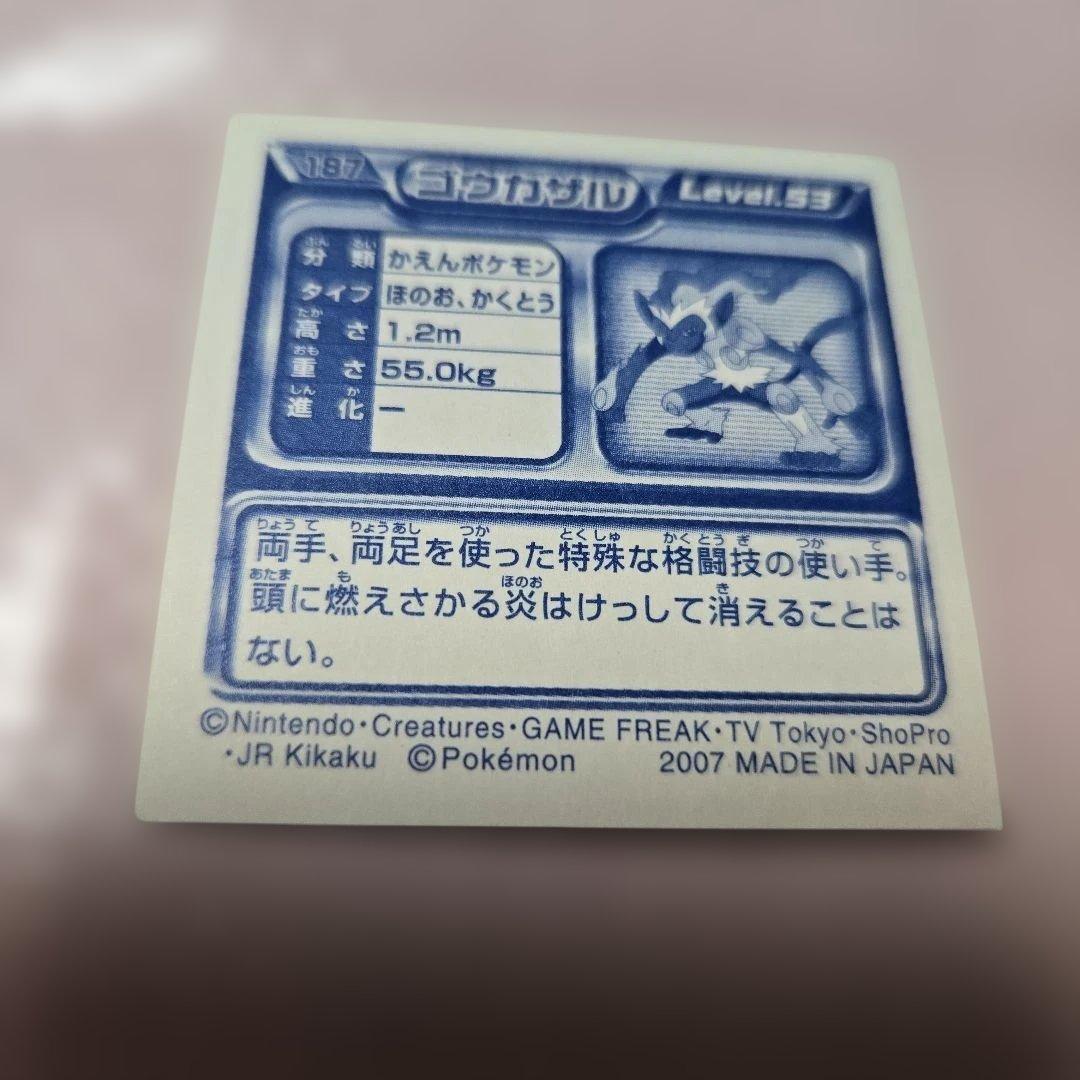 187 ゴウカザル Level.53
分類 かえんポケモン
タイプ ほのお、かくとう
高さ 1.2m
重さ 55.0kg
進化 ―
両手、両足を使った特殊な格闘技の使い手。
頭に燃えさかる炎はけっして消えることは
ない。
©Nintendo・Creatures・GAME FREAK・TV Tokyo・ShoPro
・JR Kikaku ©Pokémon 2007 MADE IN JAPAN